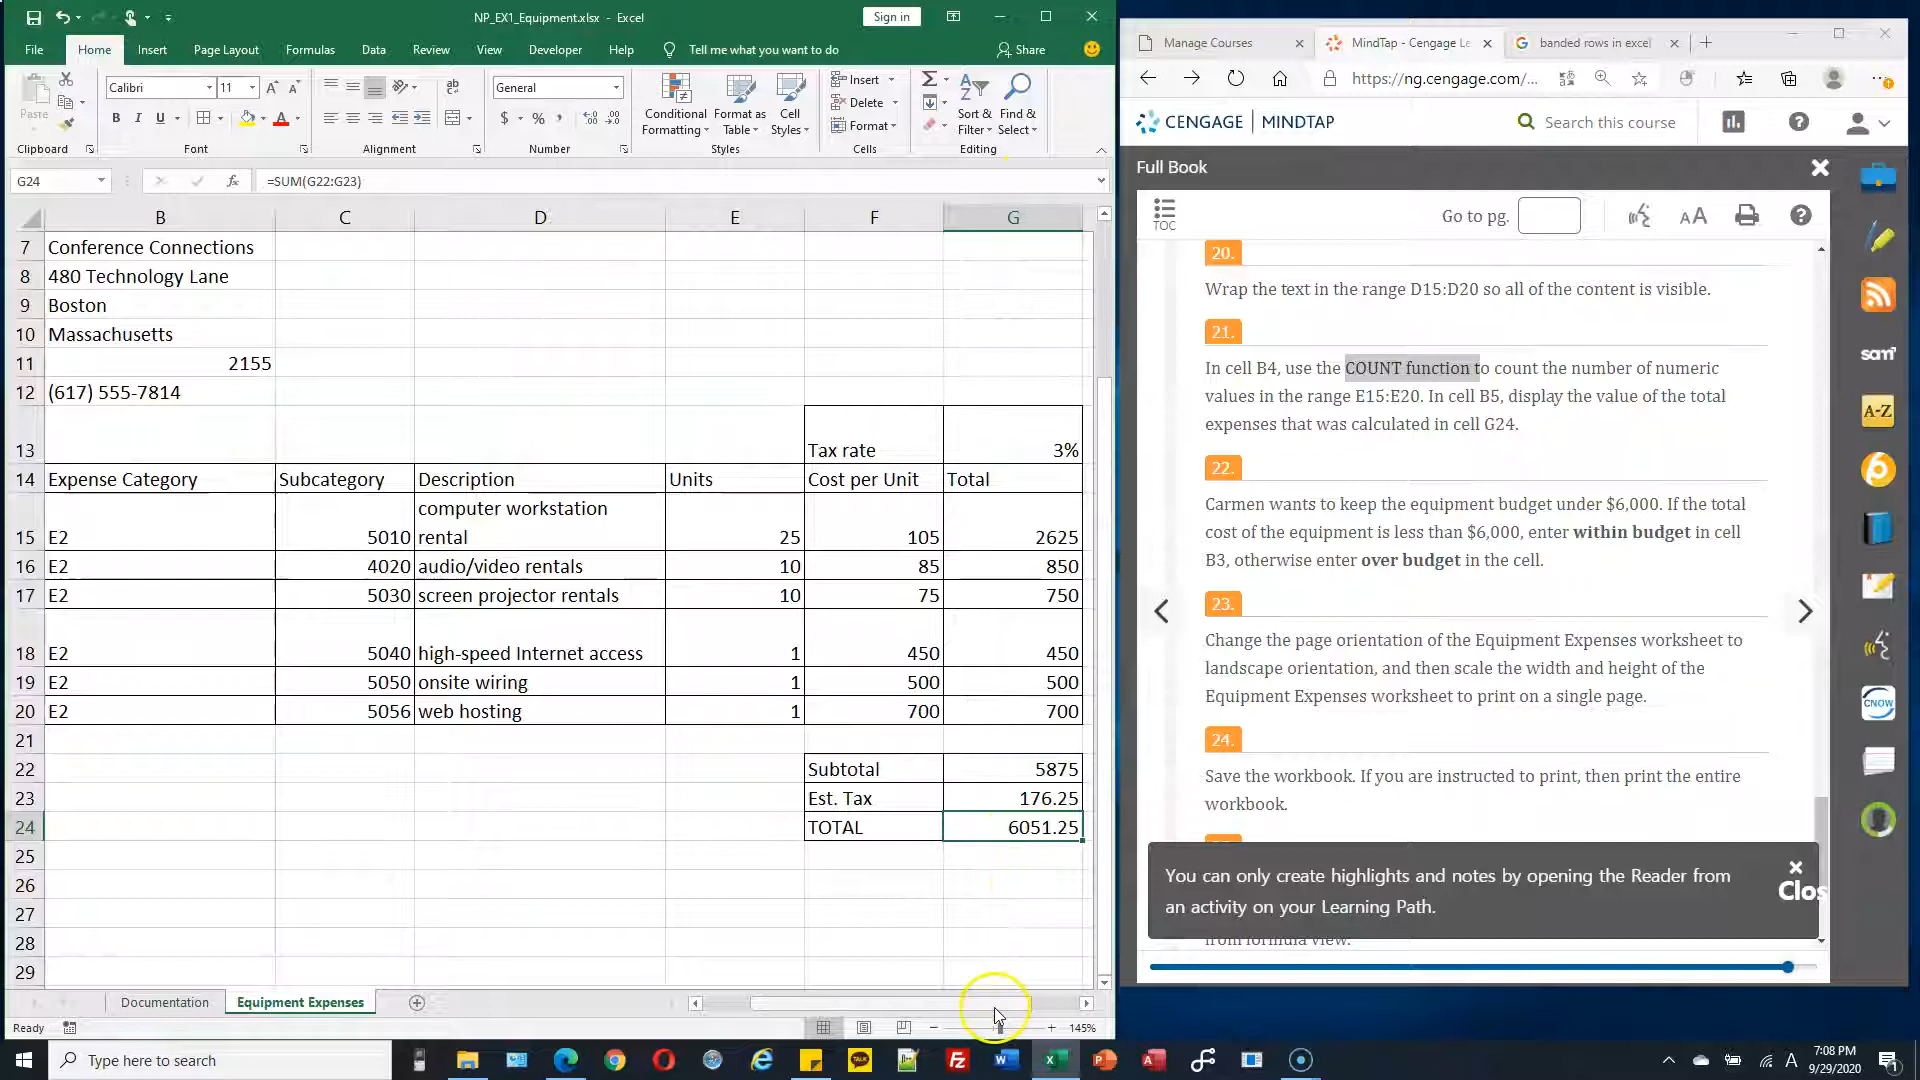 NP_EX1_Equipment.xlsx - Excel
Sign in
File Home Insert Page Layout Formulas Data Review View Developer Help Tell me what you want to do Share
Paste
Calibri 11
General
B I U
Conditional Formatting
Format as Table
Cell Styles
Insert
Delete
Format
Sort & Filter
Find & Select
Clipboard Font Alignment Number Styles Cells Editing
G24 =SUM(G22:G23)
B C D E F G
7 Conference Connections
8 480 Technology Lane
9 Boston
10 Massachusetts
11 2155
12 (617) 555-7814
13 Tax rate 3%
14 Expense Category Subcategory Description Units Cost per Unit Total
15 E2 5010 computer workstation rental 25 105 2625
16 E2 4020 audio/video rentals 10 85 850
17 E2 5030 screen projector rentals 10 75 750
18 E2 5040 high-speed Internet access 1 450 450
19 E2 5050 onsite wiring 1 500 500
20 E2 5056 web hosting 1 700 700
21
22 Subtotal 5875
23 Est. Tax 176.25
24 TOTAL 6051.25
25
26
27
28
29
Documentation Equipment Expenses
Ready 145%
Manage Courses MindTap - Cengage Le banded rows in excel
https://ng.cengage.com/...
CENGAGE | MINDTAP Search this course
Full Book
TOC Go to pg. AA
20.
Wrap the text in the range D15:D20 so all of the content is visible.
21.
In cell B4, use the COUNT function to count the number of numeric
values in the range E15:E20. In cell B5, display the value of the total
expenses that was calculated in cell G24.
22.
Carmen wants to keep the equipment budget under $6,000. If the total
cost of the equipment is less than $6,000, enter within budget in cell
B3, otherwise enter over budget in the cell.
23.
Change the page orientation of the Equipment Expenses worksheet to
landscape orientation, and then scale the width and height of the
Equipment Expenses worksheet to print on a single page.
24.
Save the workbook. If you are instructed to print, then print the entire
workbook.
You can only create highlights and notes by opening the Reader from
an activity on your Learning Path.
Clos
from formula view.
sam
A-Z
CNOW
Type here to search
TALK
A 7:08 PM
9/29/2020
1